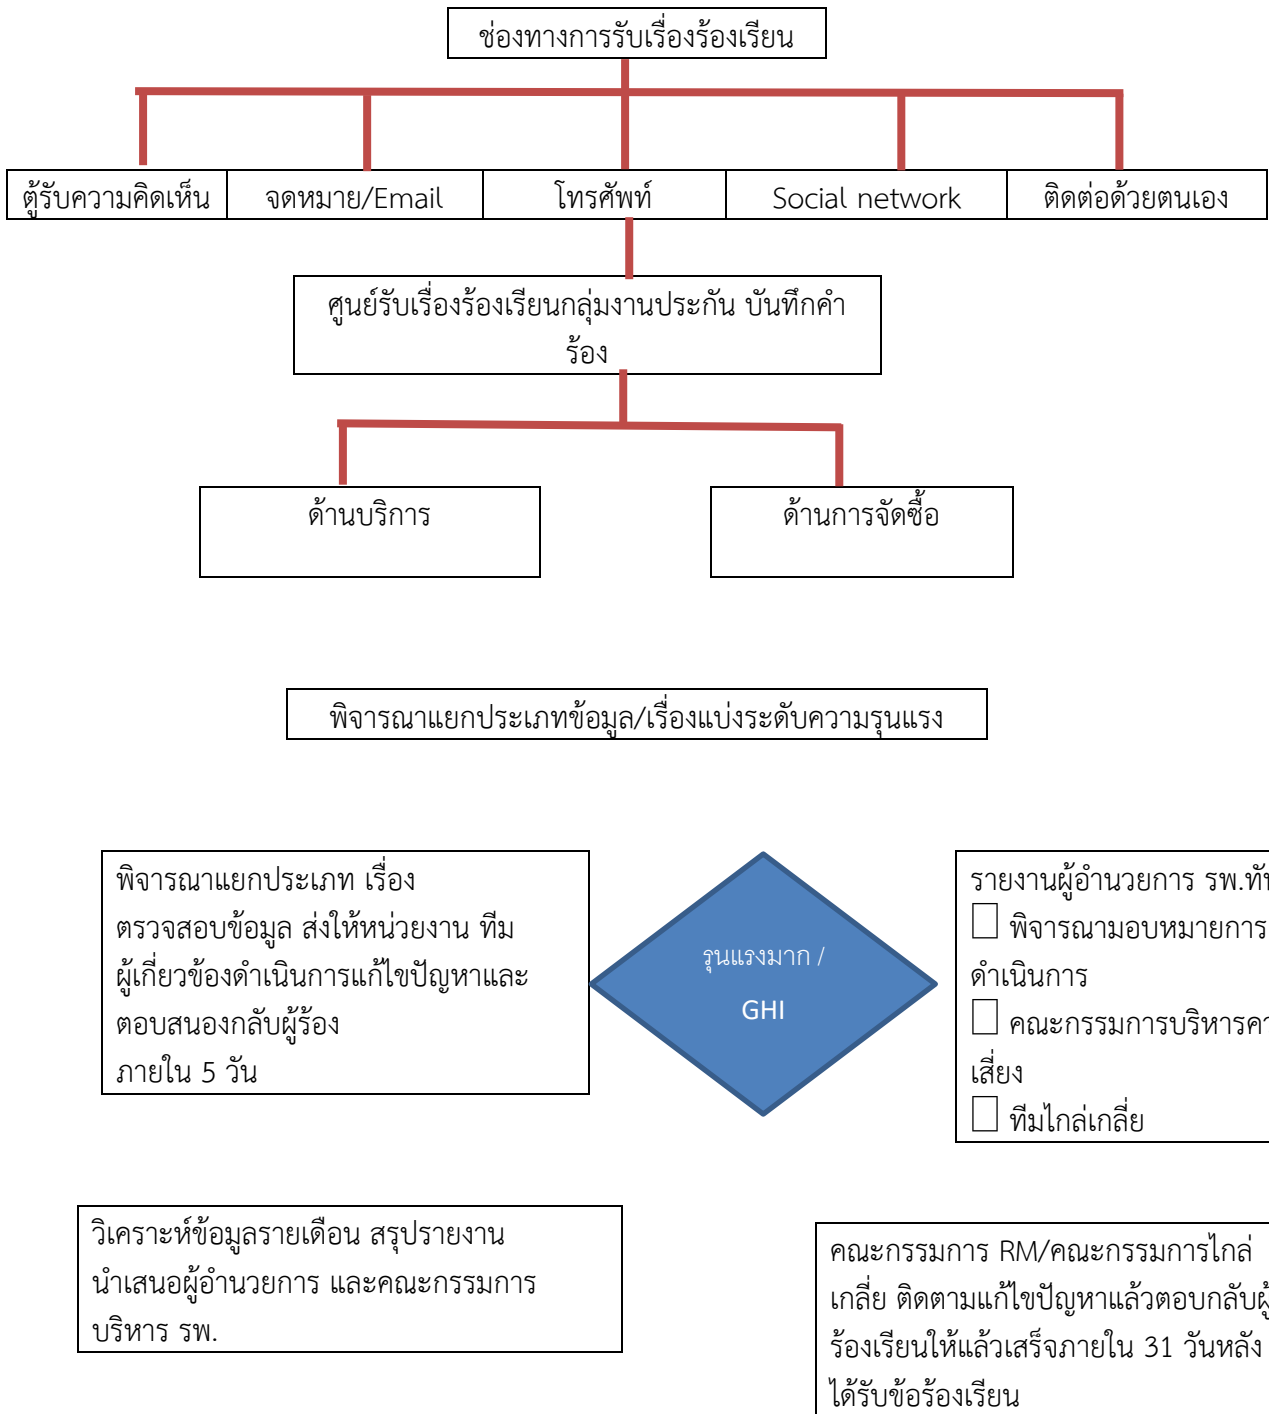 ช่องทางการรับเรื่องร้องเรียน
ตู้รับความคิดเห็น
จดหมาย/Email
โทรศัพท์
Social network
ติดต่อด้วยตนเอง
ศูนย์รับเรื่องร้องเรียนกลุ่มงานประกัน บันทึกคำ
ร้อง
ด้านบริการ
ด้านการจัดซื้อ
พิจารณาแยกประเภทข้อมูล/เรื่องแบ่งระดับความรุนแรง
พิจารณาแยกประเภท เรื่อง
ตรวจสอบข้อมูล ส่งให้หน่วยงาน ทีม
ผู้เกี่ยวข้องดำเนินการแก้ไขปัญหาและ
ตอบสนองกลับผู้ร้อง
ภายใน 5 วัน
รุนแรงมาก /
GHI
รายงานผู้อำนวยการ รพ.
พิจารณามอบหมายการ
ดำเนินการ
คณะกรรมการบริหาร
เสี่ยง
ทีมไกล่เกลี่ย
วิเคราะห์ข้อมูลรายเดือน สรุปรายงาน
นำเสนอผู้อำนวยการ และคณะกรรมการ
บริหาร รพ.
คณะกรรมการ RM/คณะกรรมการไกล่
เกลี่ย ติดตามแก้ไขปัญหาแล้วตอบกลับผู้
ร้องเรียนให้แล้วเสร็จภายใน 31 วันหลัง
ได้รับข้อร้องเรียน